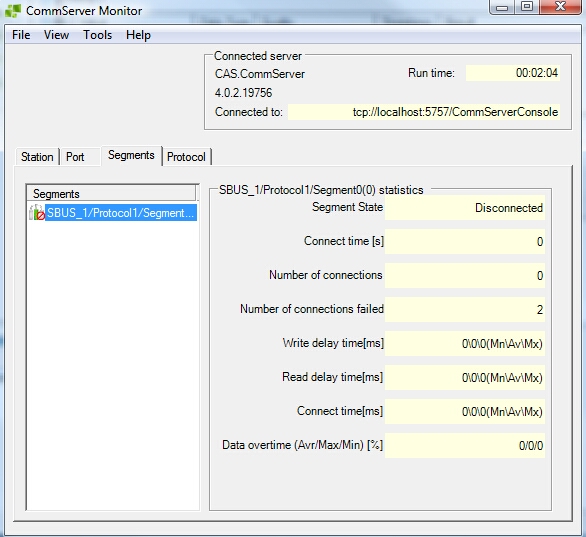 CommServer Monitor
File View Tools Help
Connected server
CAS.CommServer Run time: 00:02:04
4.0.2.19756
Connected to: tcp://localhost:5757/CommServerConsole
Station Port Segments Protocol
Segments
SBUS_1/Protocol1/Segment...
SBUS_1/Protocol1/Segment0(0) statistics
Segment State Disconnected
Connect time [s] 0
Number of connections 0
Number of connections failed 2
Write delay time[ms] 0\0\0(Mn\Av\Mx)
Read delay time[ms] 0\0\0(Mn\Av\Mx)
Connect time[ms] 0\0\0(Mn\Av\Mx)
Data overtime (Avr/Max/Min) [%] 0/0/0